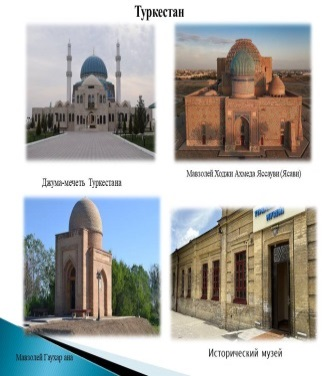 Туркестан
Джума-мечеть Туркестана
Мавзолей Ходжи Ахмеда Яссауи (Ясави)
Мавзолей Гаухар ана
Исторический музей